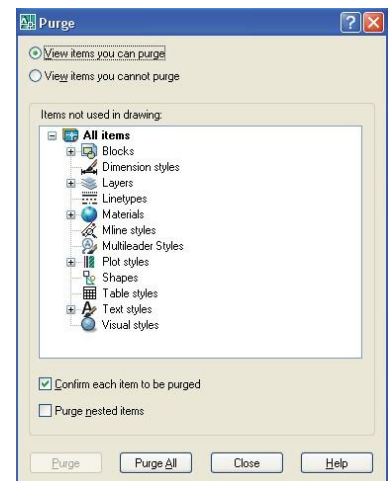 Purge
View items you can purge
View items you cannot purge
Items not used in drawing:
All items
Blocks
Dimension styles
Layers
Linetypes
Materials
Mline styles
Multileader Styles
Plot styles
Shapes
Table styles
Text styles
Visual styles
Confirm each item to be purged
Purge nested items
Purge Purge All Close Help